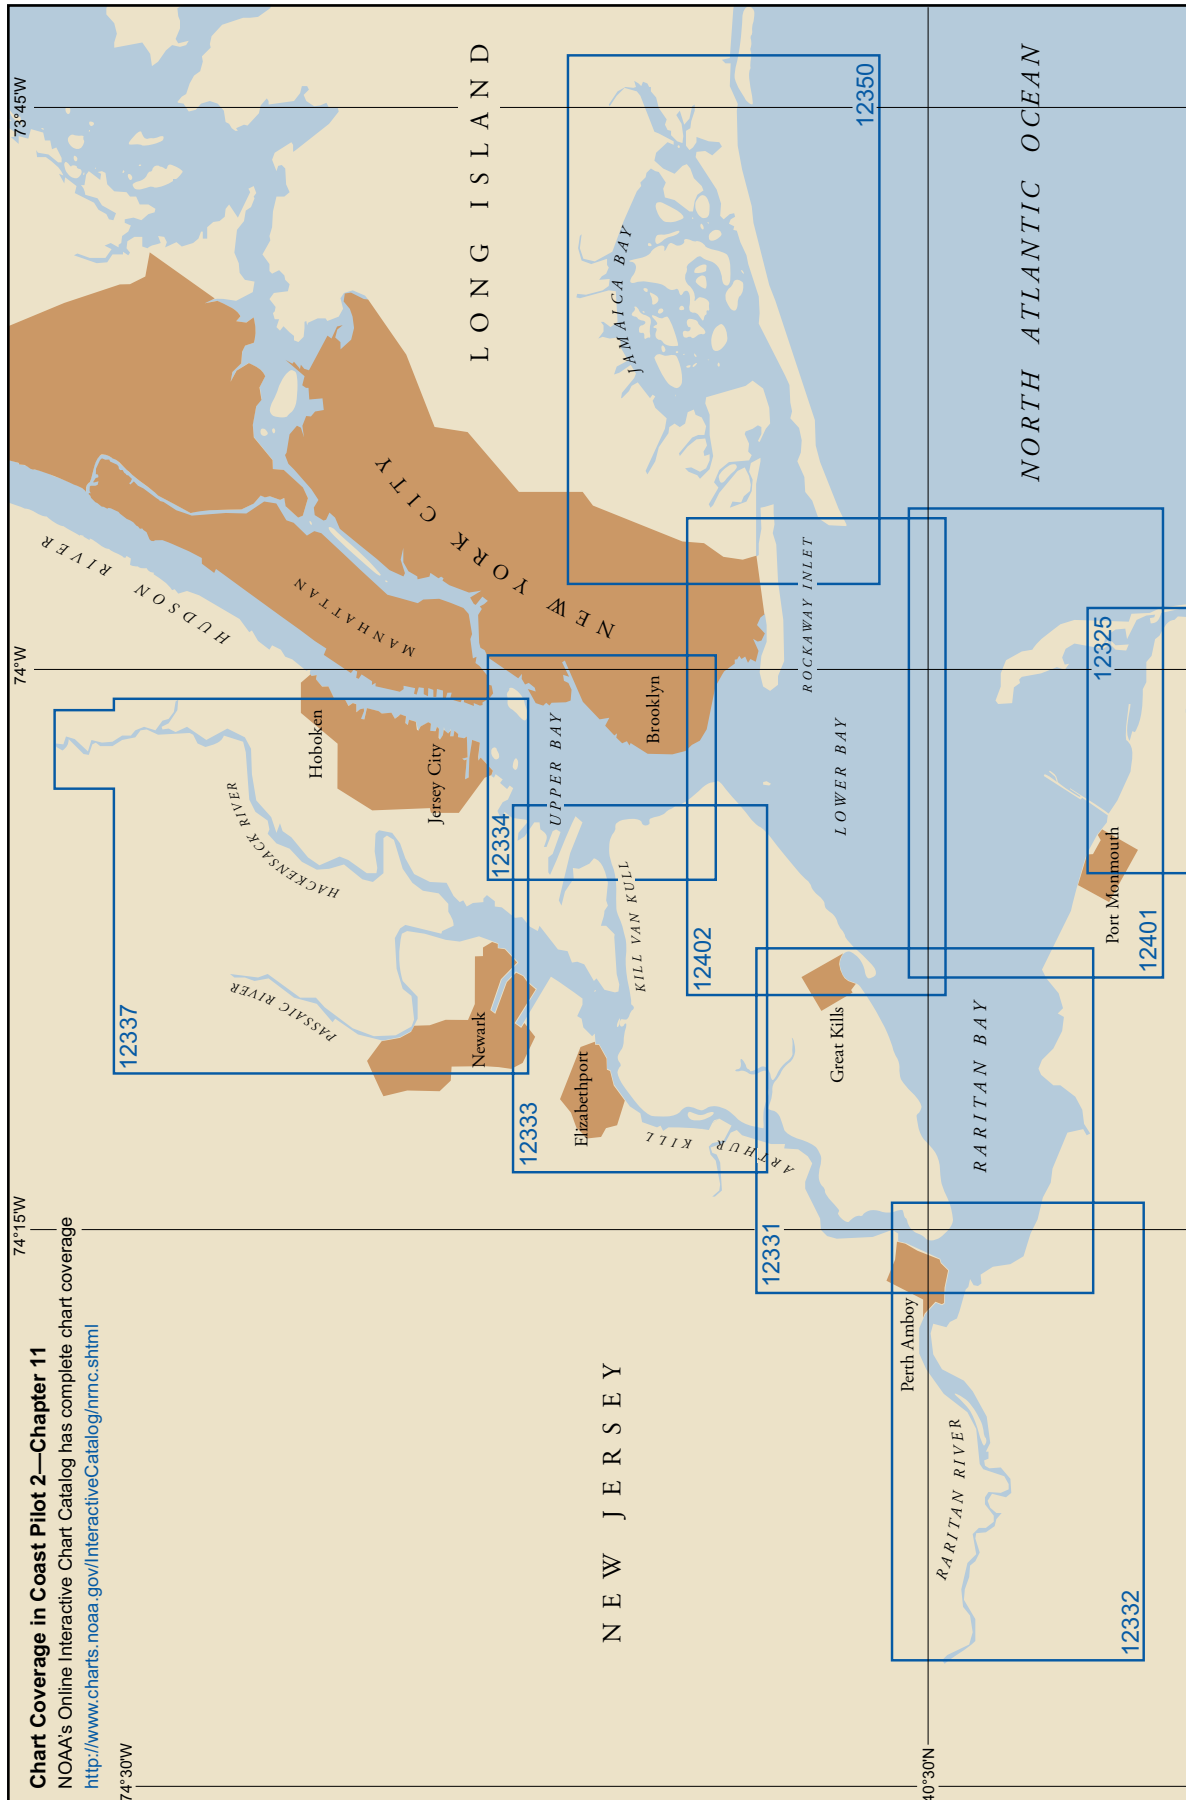 Chart Coverage in Coast Pilot 2—Chapter 11
NOAA's Online Interactive Chart Catalog has complete chart coverage
http://www.charts.noaa.gov/InteractiveCatalog/nrnc.shtml
74°30'W
74°15'W
74°W
73°45'W
40°30'N
LONG ISLAND
NEW JERSEY
NORTH ATLANTIC OCEAN
HUDSON RIVER
MANHATTAN
NEW YORK CITY
JAMAICA BAY
12350
Hoboken
Jersey City
HACKENSACK RIVER
PASSAIC RIVER
12337
Newark
12334
UPPER BAY
Brooklyn
12333
Elizabethport
KILL VAN KULL
ARTHUR KILL
12402
ROCKAWAY INLET
LOWER BAY
Great Kills
12331
RARITAN BAY
Perth Amboy
RARITAN RIVER
12332
12325
Port Monmouth
12401